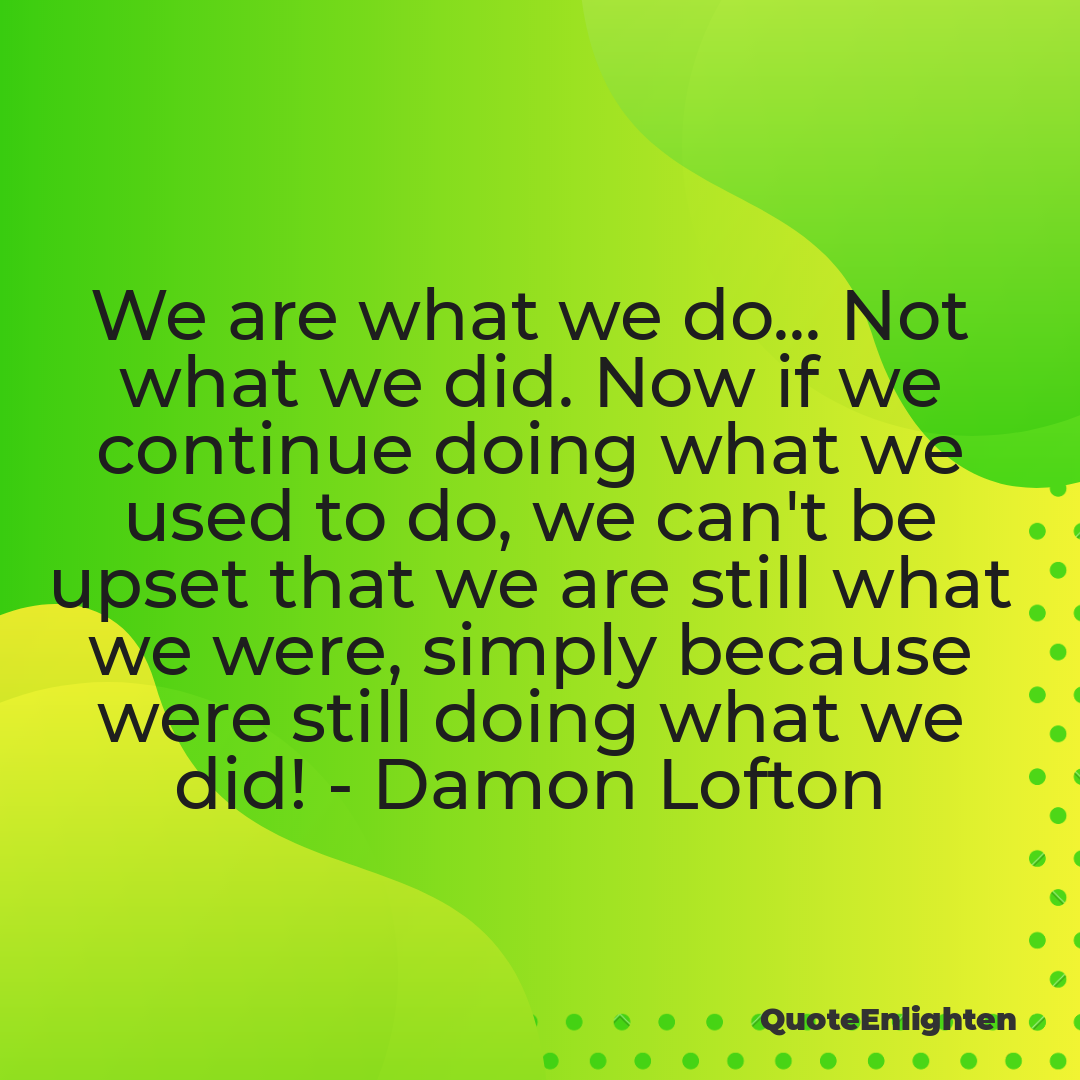 We are what we do... Not
what we did. Now if we
continue doing what we
used to do, we can't be
upset that we are still what
we were, simply because
were still doing what we
did! - Damon Lofton
QuoteEnlighten